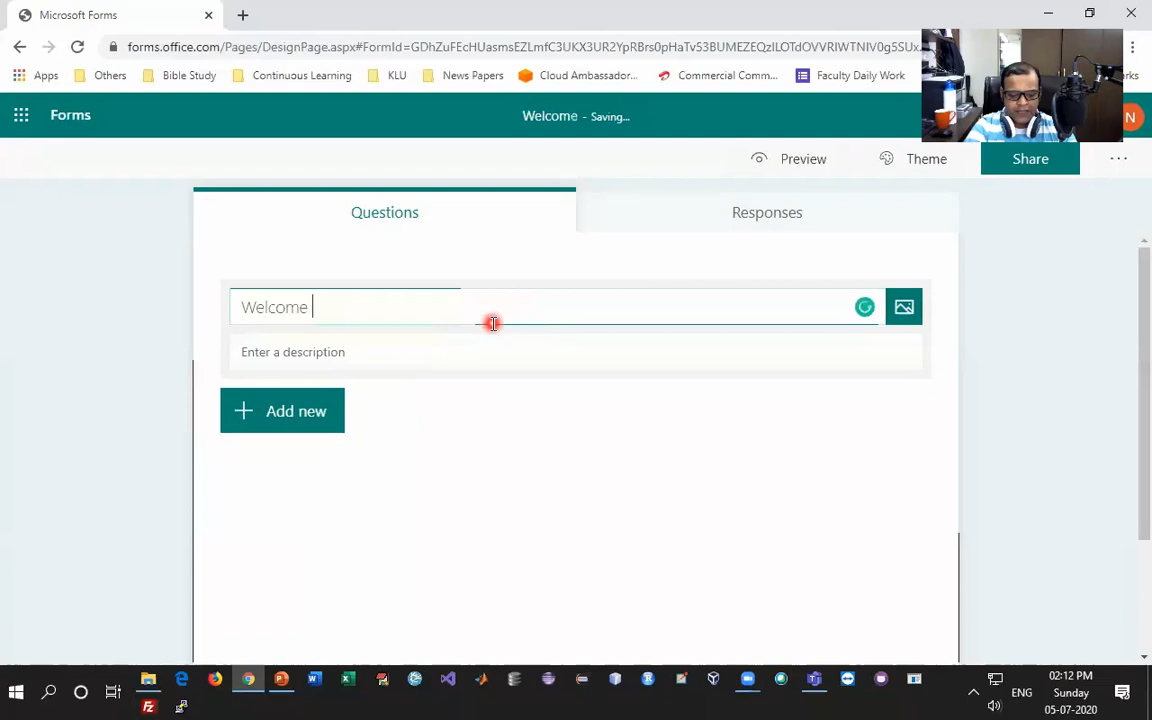 Microsoft Forms
forms.office.com/Pages/DesignPage.aspx#FormId=GDhZuFEcHUasmsEZLmfC3UKX3UR2YpRBrs0pHaTv53BUMEZEQzlLOTdOVVRIWTNIV0g5SUx
Apps Others Bible Study Continuous Learning KLU News Papers Cloud Ambassador... Commercial Comm... Faculty Daily Work
Forms Welcome - Saving... N
Preview Theme Share
Questions Responses
Welcome
Enter a description
Add new
02:12 PM
ENG Sunday
05-07-2020